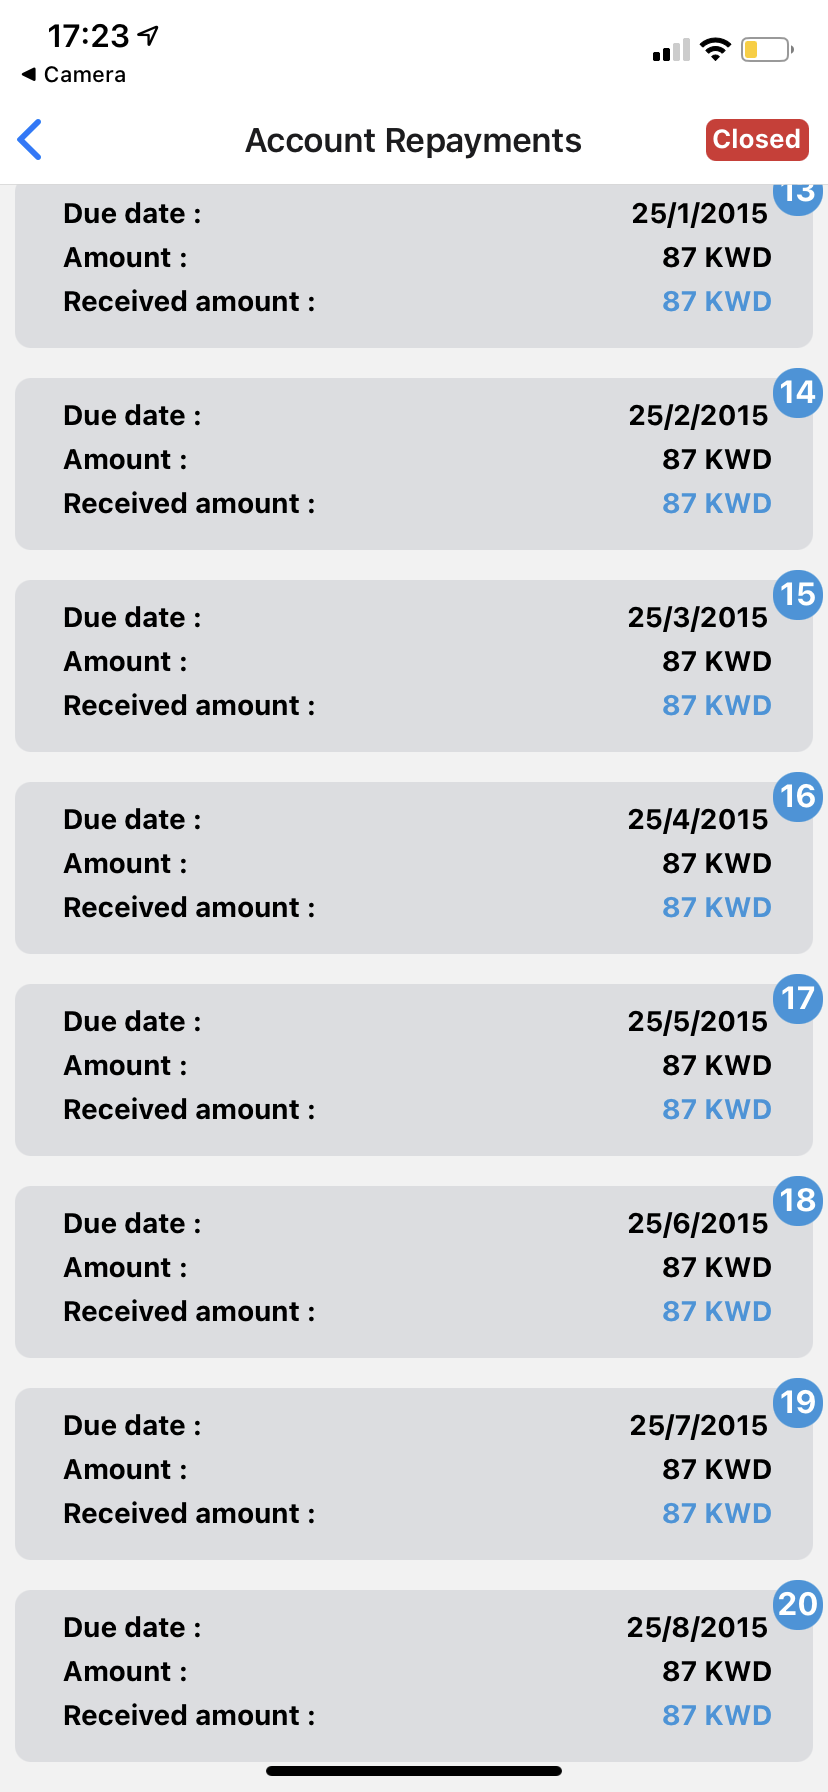 17:23
◀ Camera
Account Repayments
Closed
13
Due date : 25/1/2015
Amount : 87 KWD
Received amount : 87 KWD
14
Due date : 25/2/2015
Amount : 87 KWD
Received amount : 87 KWD
15
Due date : 25/3/2015
Amount : 87 KWD
Received amount : 87 KWD
16
Due date : 25/4/2015
Amount : 87 KWD
Received amount : 87 KWD
17
Due date : 25/5/2015
Amount : 87 KWD
Received amount : 87 KWD
18
Due date : 25/6/2015
Amount : 87 KWD
Received amount : 87 KWD
19
Due date : 25/7/2015
Amount : 87 KWD
Received amount : 87 KWD
20
Due date : 25/8/2015
Amount : 87 KWD
Received amount : 87 KWD